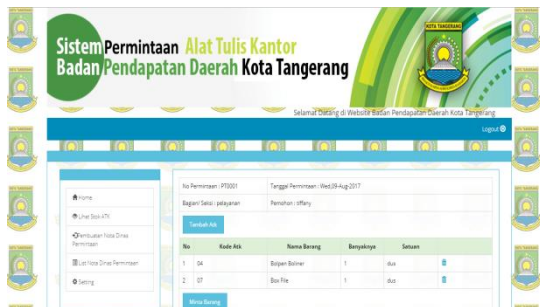 KOTA TANGERANG
Sistem Permintaan Alat Tulis Kantor
Badan Pendapatan Daerah Kota Tangerang
Selamat Datang di Website Badan Pendapatan Daerah Kota Tangerang
Logout
No Permintaan : PT0001 Tanggal Permintaan : Wed,09-Aug-2017
Bagian/ Seksi : pelayanan Pemohon : tiffany
Home
Lihat Stok ATK
Pembuatan Nota Dinas Permintaan
List Nota Dinas Permintaan
Seting
Tambah Atk
No Kode Atk Nama Barang Banyaknya Satuan
1 04 Bolpen Boliner 1 dus
2 07 Box File 1 dus
Minta Barang